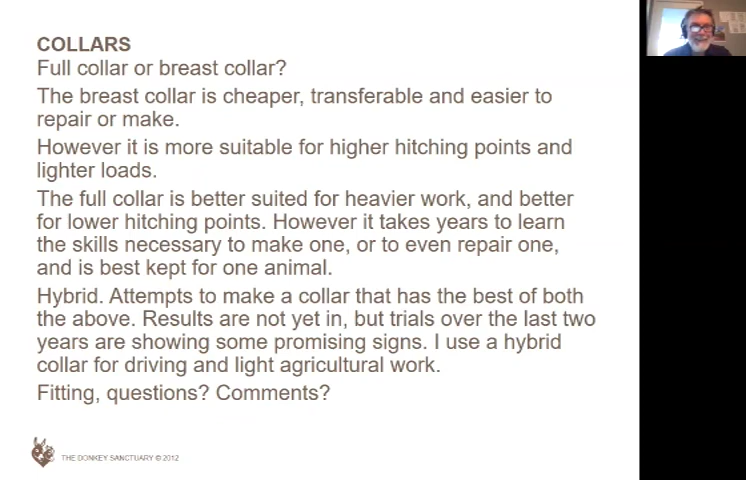 COLLARS
Full collar or breast collar?
The breast collar is cheaper, transferable and easier to
repair or make.
However it is more suitable for higher hitching points and
lighter loads.
The full collar is better suited for heavier work, and better
for lower hitching points. However it takes years to learn
the skills necessary to make one, or to even repair one,
and is best kept for one animal.
Hybrid. Attempts to make a collar that has the best of both
the above. Results are not yet in, but trials over the last two
years are showing some promising signs. I use a hybrid
collar for driving and light agricultural work.
Fitting, questions? Comments?
THE DONKEY SANCTUARY © 2012